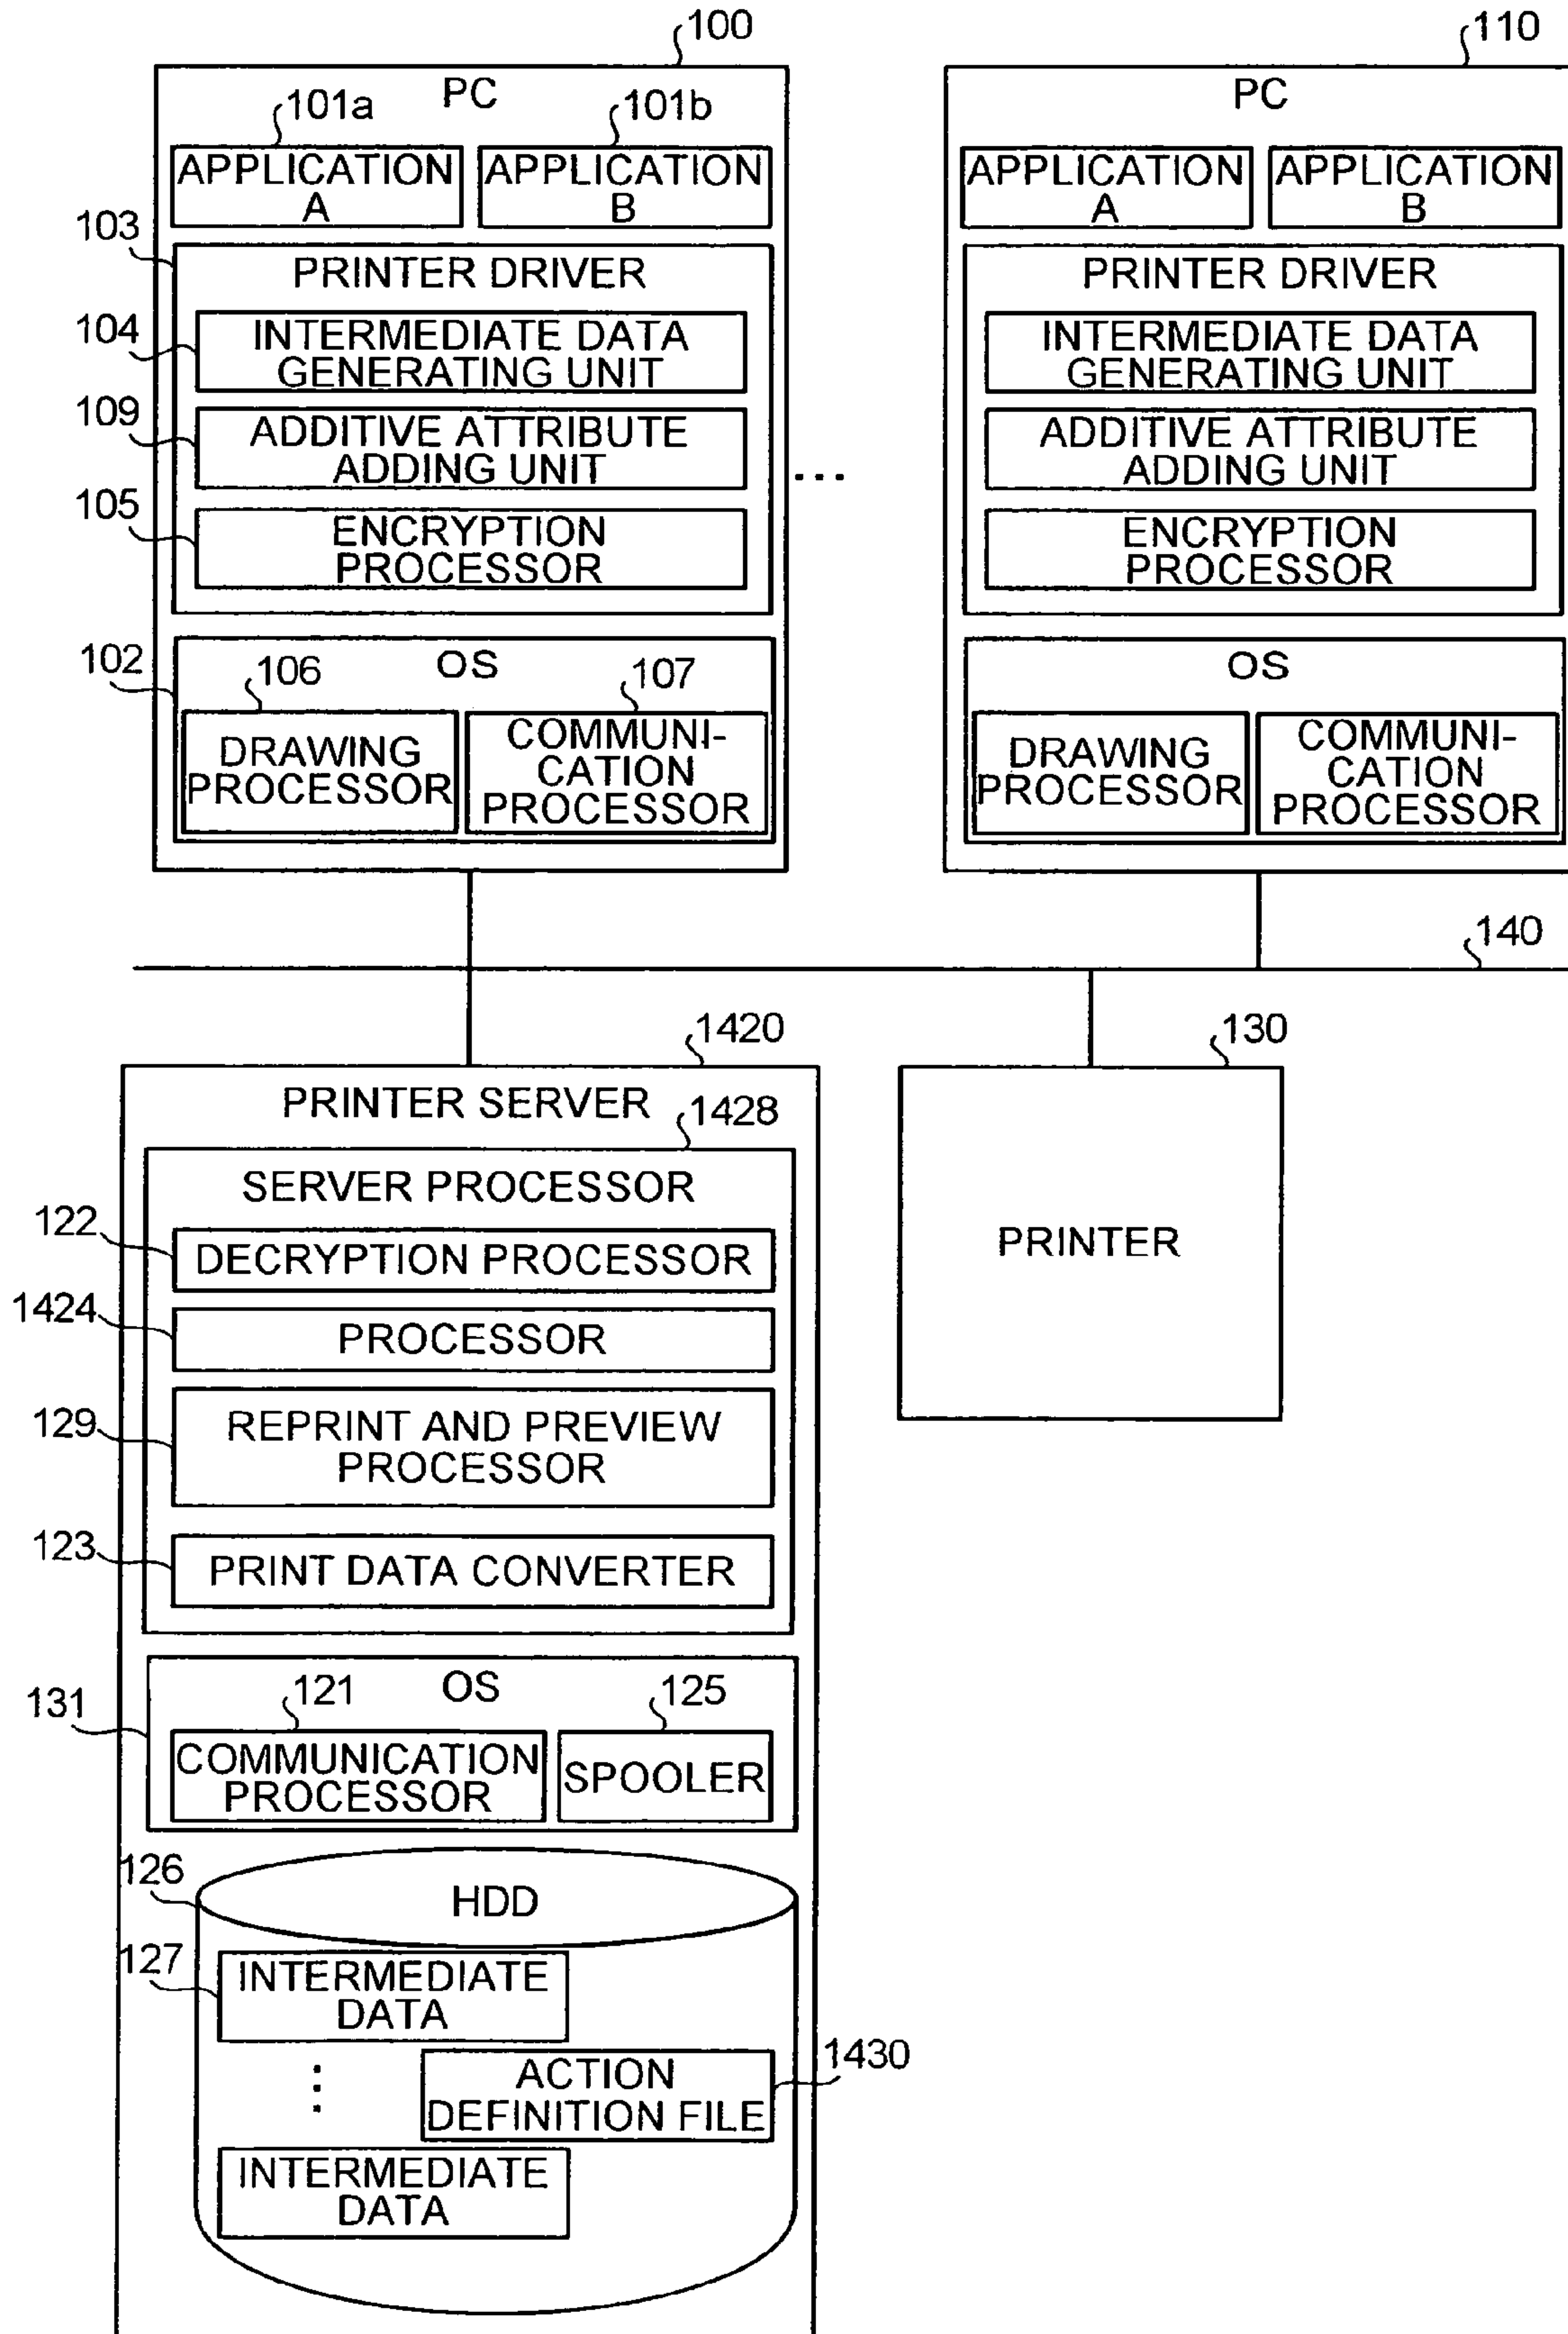 100
PC
101a
101b
APPLICATION
A
APPLICATION
B
103
PRINTER DRIVER
104
INTERMEDIATE DATA
GENERATING UNIT
109
ADDITIVE ATTRIBUTE
ADDING UNIT
105
ENCRYPTION
PROCESSOR
102
OS
106
107
DRAWING
PROCESSOR
COMMUNI-
CATION
PROCESSOR
...
110
PC
APPLICATION
A
APPLICATION
B
PRINTER DRIVER
INTERMEDIATE DATA
GENERATING UNIT
ADDITIVE ATTRIBUTE
ADDING UNIT
ENCRYPTION
PROCESSOR
OS
DRAWING
PROCESSOR
COMMUNI-
CATION
PROCESSOR
140
1420
PRINTER SERVER
1428
SERVER PROCESSOR
122
DECRYPTION PROCESSOR
1424
PROCESSOR
129
REPRINT AND PREVIEW
PROCESSOR
123
PRINT DATA CONVERTER
131
OS
121
125
COMMUNICATION
PROCESSOR
SPOOLER
126
HDD
127
INTERMEDIATE
DATA
⋮
1430
ACTION
DEFINITION FILE
INTERMEDIATE
DATA
130
PRINTER